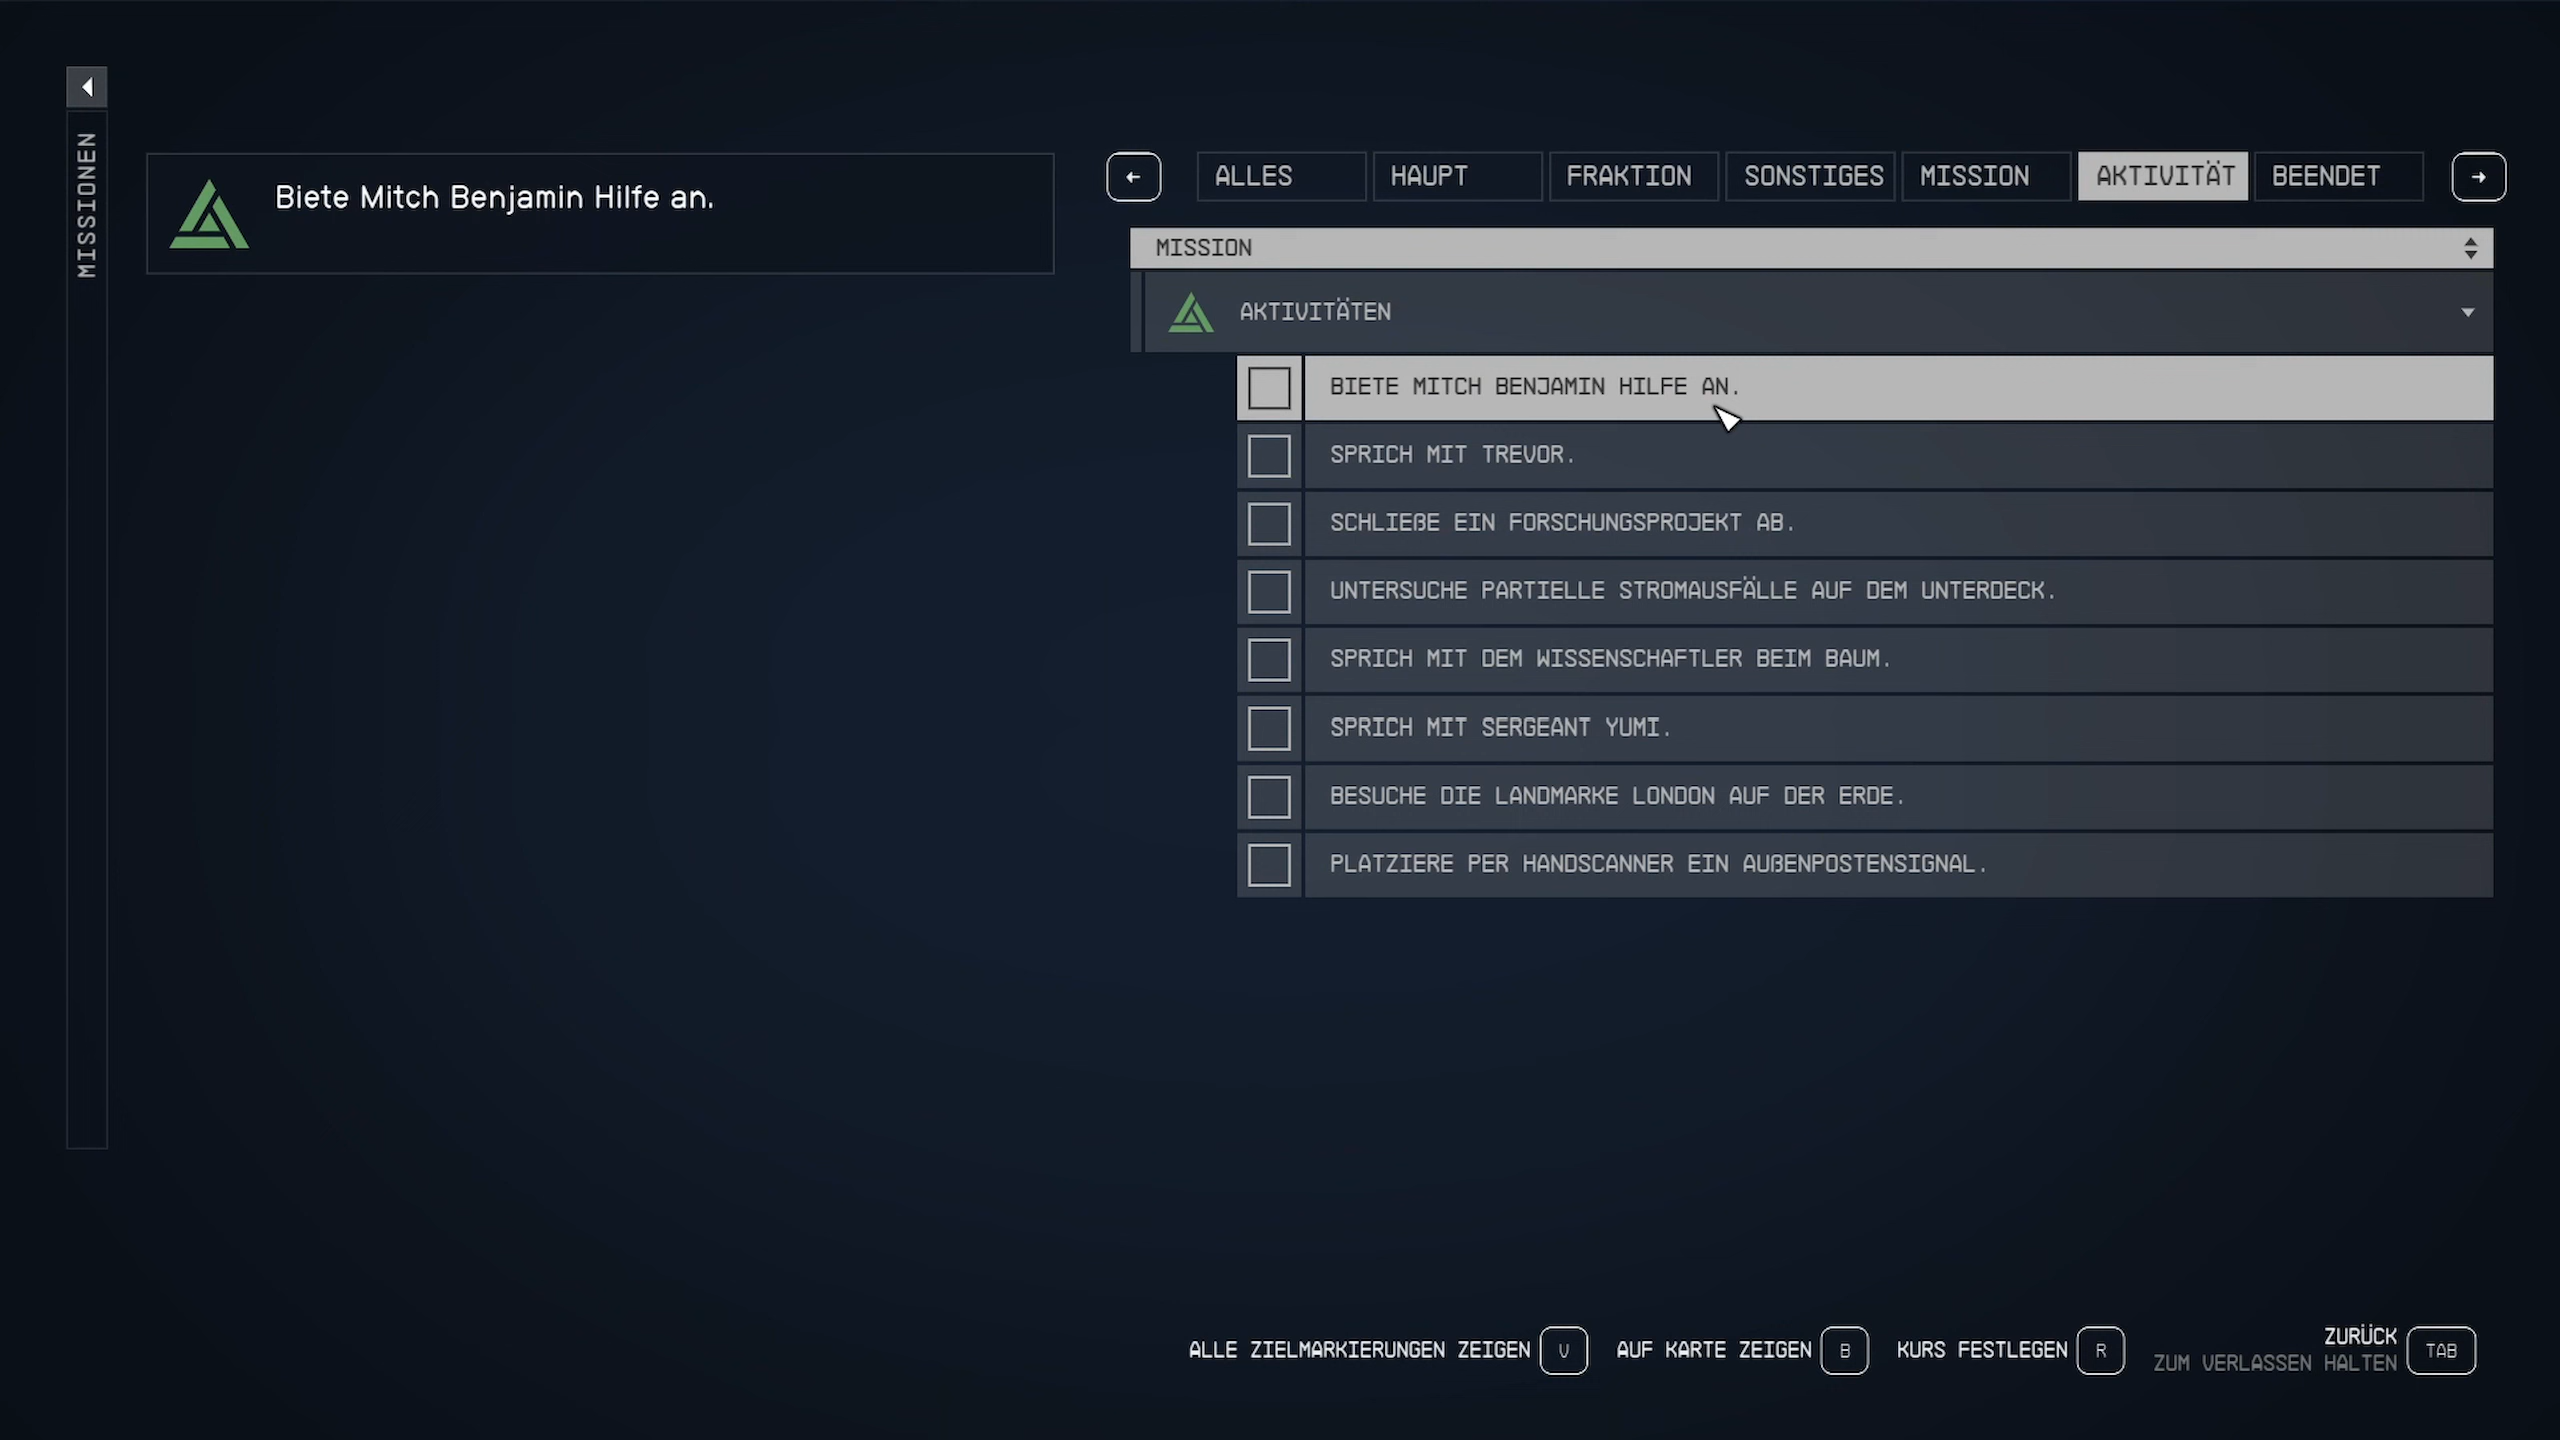 MISSIONEN
Biete Mitch Benjamin Hilfe an.
ALLES
HAUPT
FRAKTION
SONSTIGES
MISSION
AKTIVITÄT
BEENDET
MISSION
AKTIVITÄTEN
BIETE MITCH BENJAMIN HILFE AN.
SPRICH MIT TREVOR.
SCHLIEẞE EIN FORSCHUNGSPROJEKT AB.
UNTERSUCHE PARTIELLE STROMAUSFÄLLE AUF DEM UNTERDECK.
SPRICH MIT DEM WISSENSCHAFTLER BEIM BAUM.
SPRICH MIT SERGEANT YUMI.
BESUCHE DIE LANDMARKE LONDON AUF DER ERDE.
PLATZIERE PER HANDSCANNER EIN AUẞENPOSTENSIGNAL.
ALLE ZIELMARKIERUNGEN ZEIGEN V
AUF KARTE ZEIGEN B
KURS FESTLEGEN R
ZURÜCK
ZUM VERLASSEN HALTEN
TAB